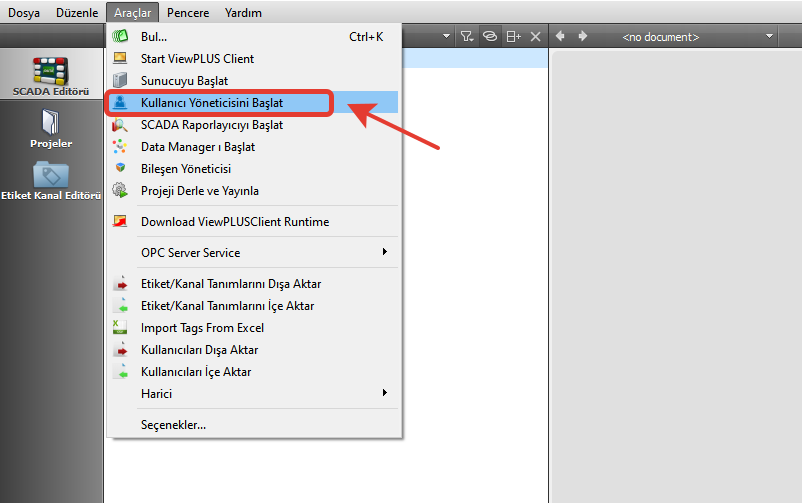 Dosya Düzenle Araçlar Pencere Yardım
Bul... Ctrl+K
<no document>
Start ViewPLUS Client
Sunucuyu Başlat
SCADA Editörü
Kullanıcı Yöneticisini Başlat
SCADA Raporlayıcıyı Başlat
Projeler
Data Manager ı Başlat
Bileşen Yöneticisi
Projeyi Derle ve Yayınla
Etiket Kanal Editörü
Download ViewPLUSClient Runtime
OPC Server Service
Etiket/Kanal Tanımlarını Dışa Aktar
Etiket/Kanal Tanımlarını İçe Aktar
Import Tags From Excel
Kullanıcıları Dışa Aktar
Kullanıcıları İçe Aktar
Harici
Seçenekler...